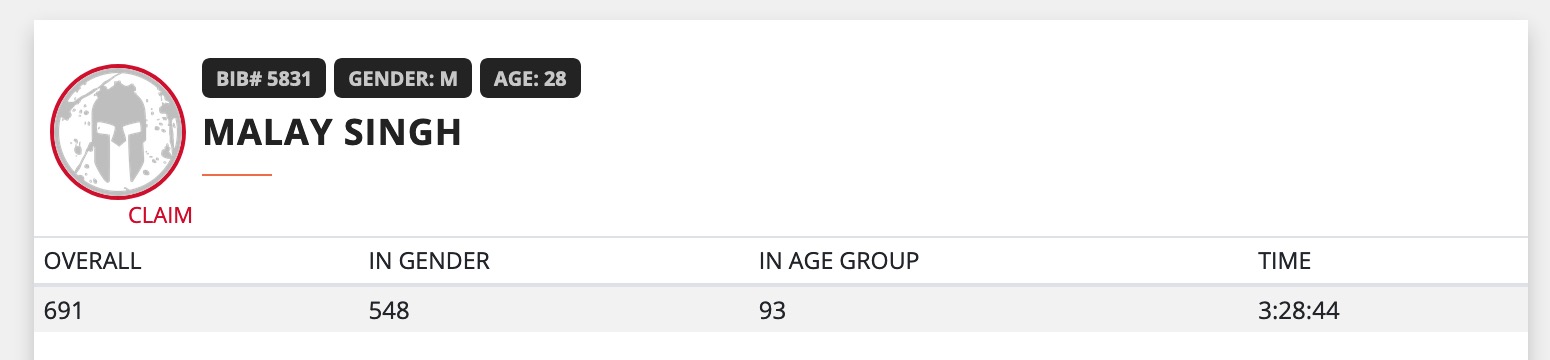 BIB# 5831 GENDER: M AGE: 28
MALAY SINGH
CLAIM
OVERALL IN GENDER IN AGE GROUP TIME
691 548 93 3:28:44